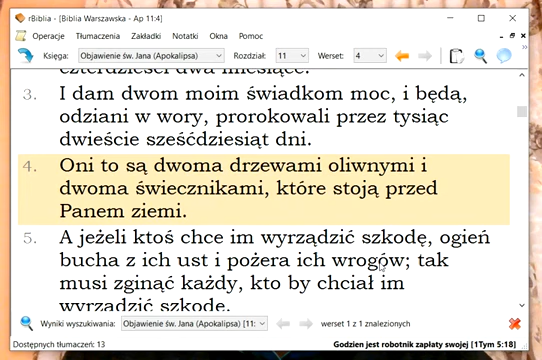 rBiblia - [Biblia Warszawska - Ap 11:4]
Operacje Tłumaczenia Zakładki Notatki Okna Pomoc
Księga: Objawienie św. Jana (Apokalipsa) Rozdział: 11 Werset: 4
czterdzieści dwa miesiące.
3. I dam dwom moim świadkom moc, i będą,
odziani w wory, prorokowali przez tysiąc
dwieście sześćdziesiąt dni.
4. Oni to są dwoma drzewami oliwnymi i
dwoma świecznikami, które stoją przed
Panem ziemi.
5. A jeżeli ktoś chce im wyrządzić szkodę, ogień
bucha z ich ust i pożera ich wrogów; tak
musi zginąć każdy, kto by chciał im
wyrządzić szkodę.
Wyniki wyszukiwania: Objawienie św. Jana (Apokalipsa) [11: werset 1 z 1 znalezionych
Dostępnych tłumaczeń: 13 Godzien jest robotnik zapłaty swojej [1Tym 5:18]